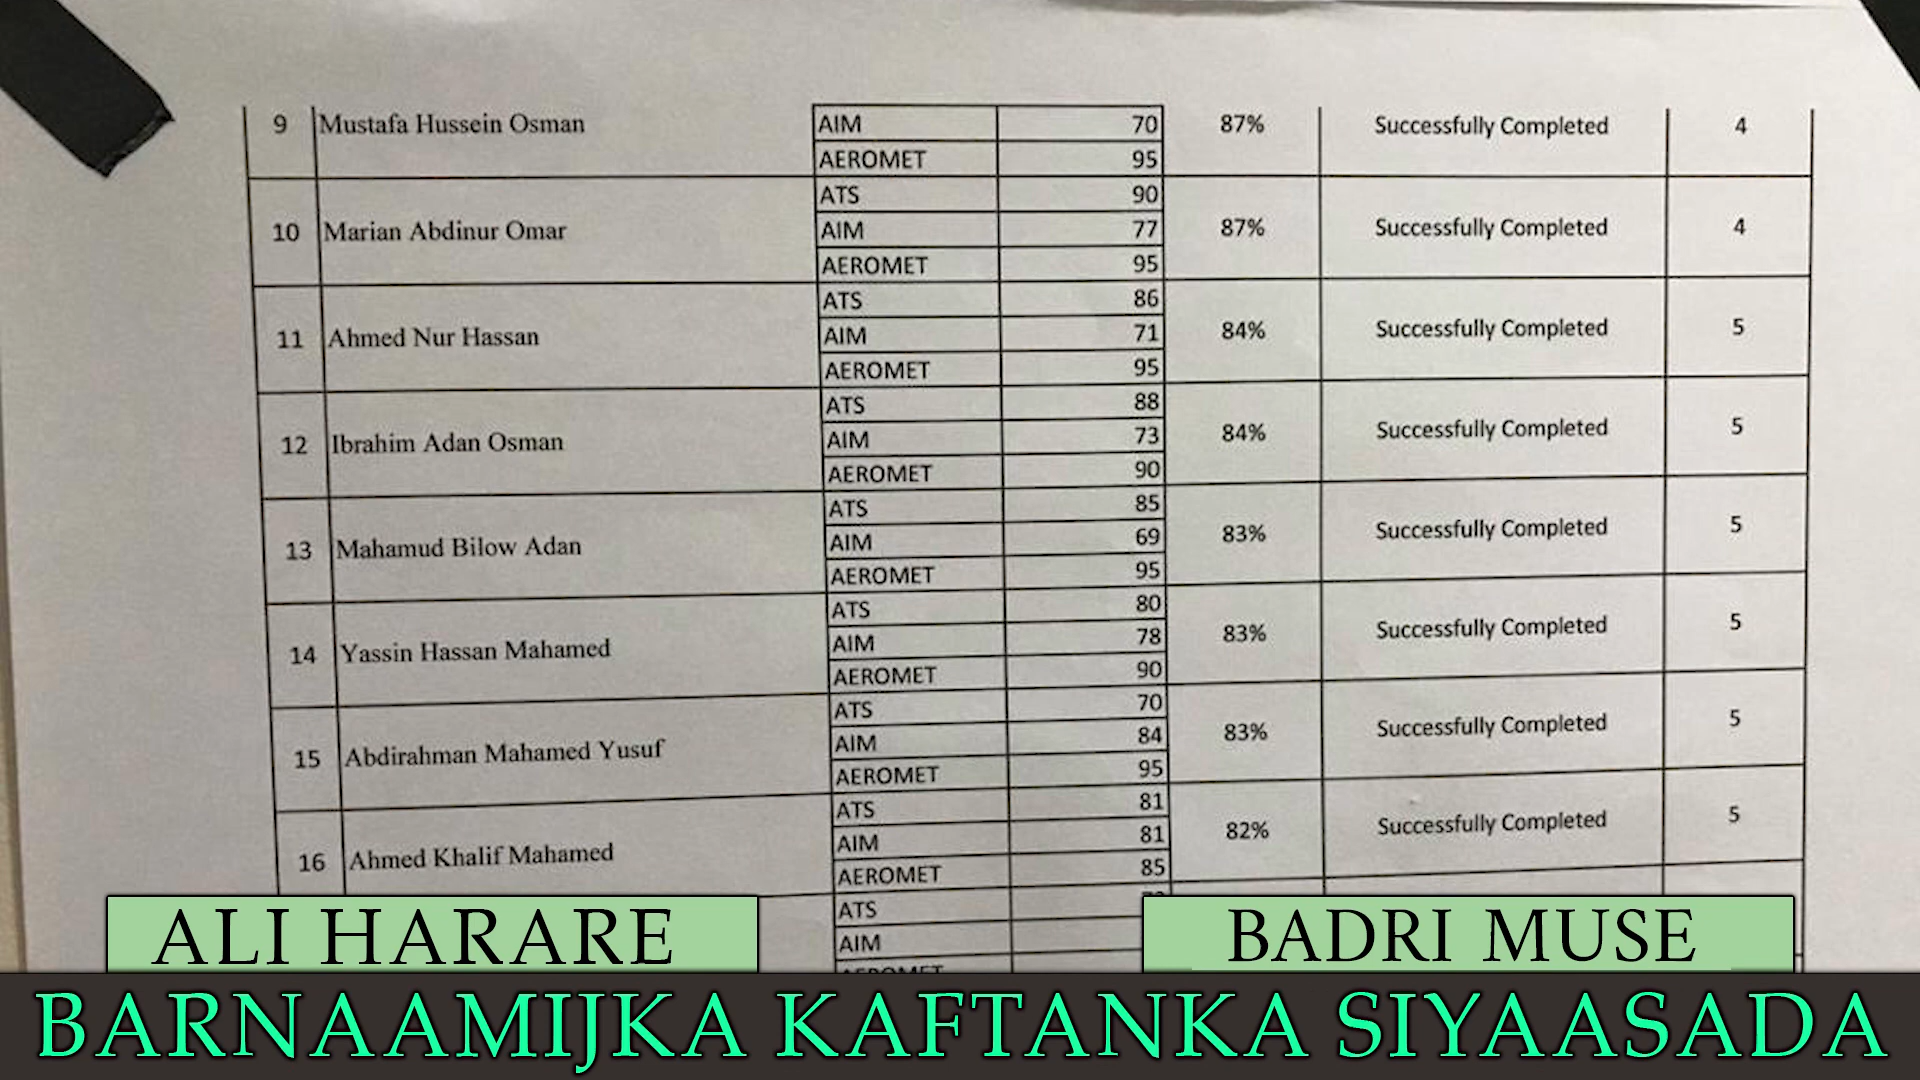 9 Mustafa Hussein Osman AIM 70 87% Successfully Completed 4
AEROMET 95
ATS 90
10 Marian Abdinur Omar AIM 77 87% Successfully Completed 4
AEROMET 95
ATS 86
11 Ahmed Nur Hassan AIM 71 84% Successfully Completed 5
AEROMET 95
ATS 88
12 Ibrahim Adan Osman AIM 73 84% Successfully Completed 5
AEROMET 90
ATS 85
13 Mahamud Bilow Adan AIM 69 83% Successfully Completed 5
AEROMET 95
ATS 80
14 Yassin Hassan Mahamed AIM 78 83% Successfully Completed 5
AEROMET 90
ATS 70
15 Abdirahman Mahamed Yusuf AIM 84 83% Successfully Completed 5
AEROMET 95
ATS 81
16 Ahmed Khalif Mahamed AIM 81 82% Successfully Completed 5
AEROMET 85
ATS
AIM
AEROMET
ALI HARARE
BADRI MUSE
BARNAAMIJKA KAFTANKA SIYAASADA